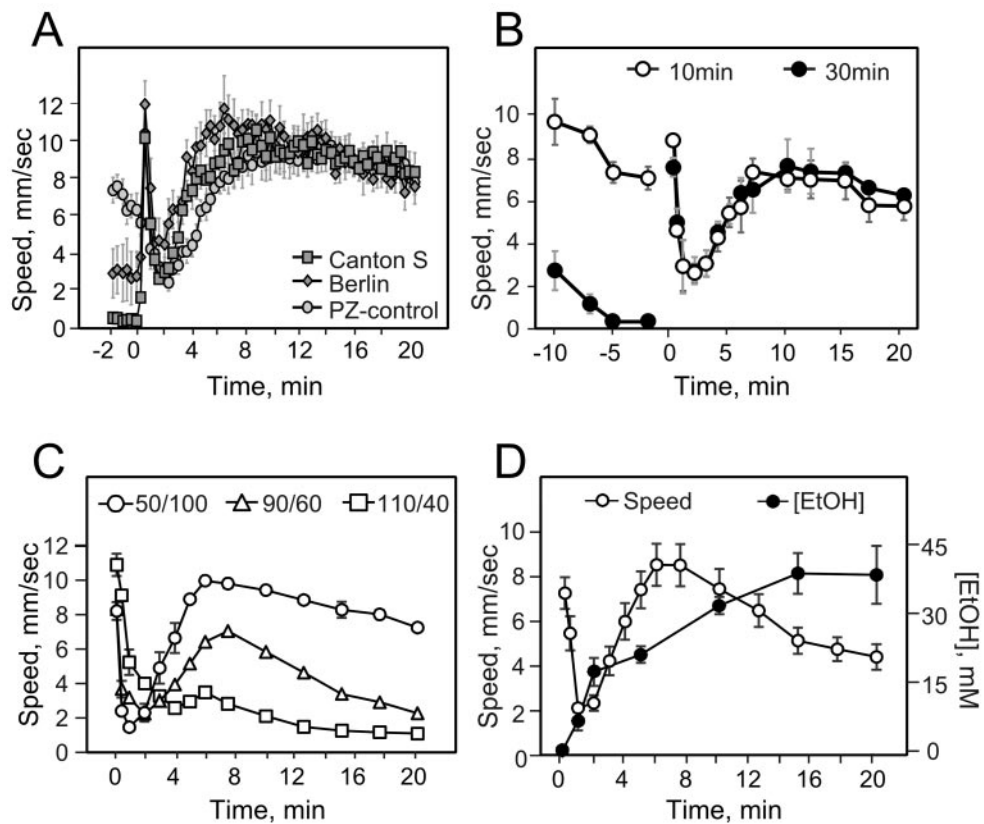 A
Speed, mm/sec
12
10
8
6
4
2
0
Canton S
Berlin
PZ-control
-2 0 4 8 12 16 20
Time, min
B
10min 30min
Speed, mm/sec
10
8
6
4
2
0
-10 -5 0 5 10 15 20
Time, min
C
50/100 90/60 110/40
Speed, mm/sec
12
10
8
6
4
2
0
0 4 8 12 16 20
Time, min
D
Speed [EtOH]
Speed, mm/sec
10
8
6
4
2
0
45
30
15
0
[EtOH], mM
0 4 8 12 16 20
Time, min